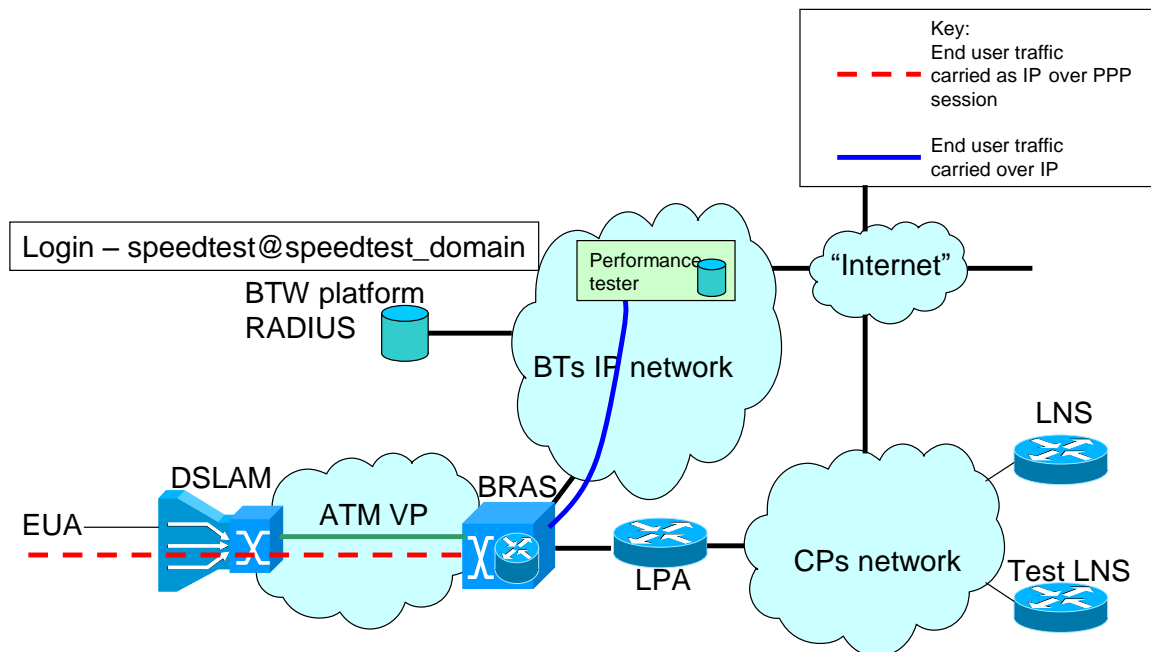 Key:
End user traffic
carried as IP over PPP
session
End user traffic
carried over IP
Login – speedtest@speedtest_domain
Performance
tester
“Internet”
BTW platform
RADIUS
BTs IP network
LNS
DSLAM
BRAS
ATM VP
EUA
LPA
CPs network
Test LNS